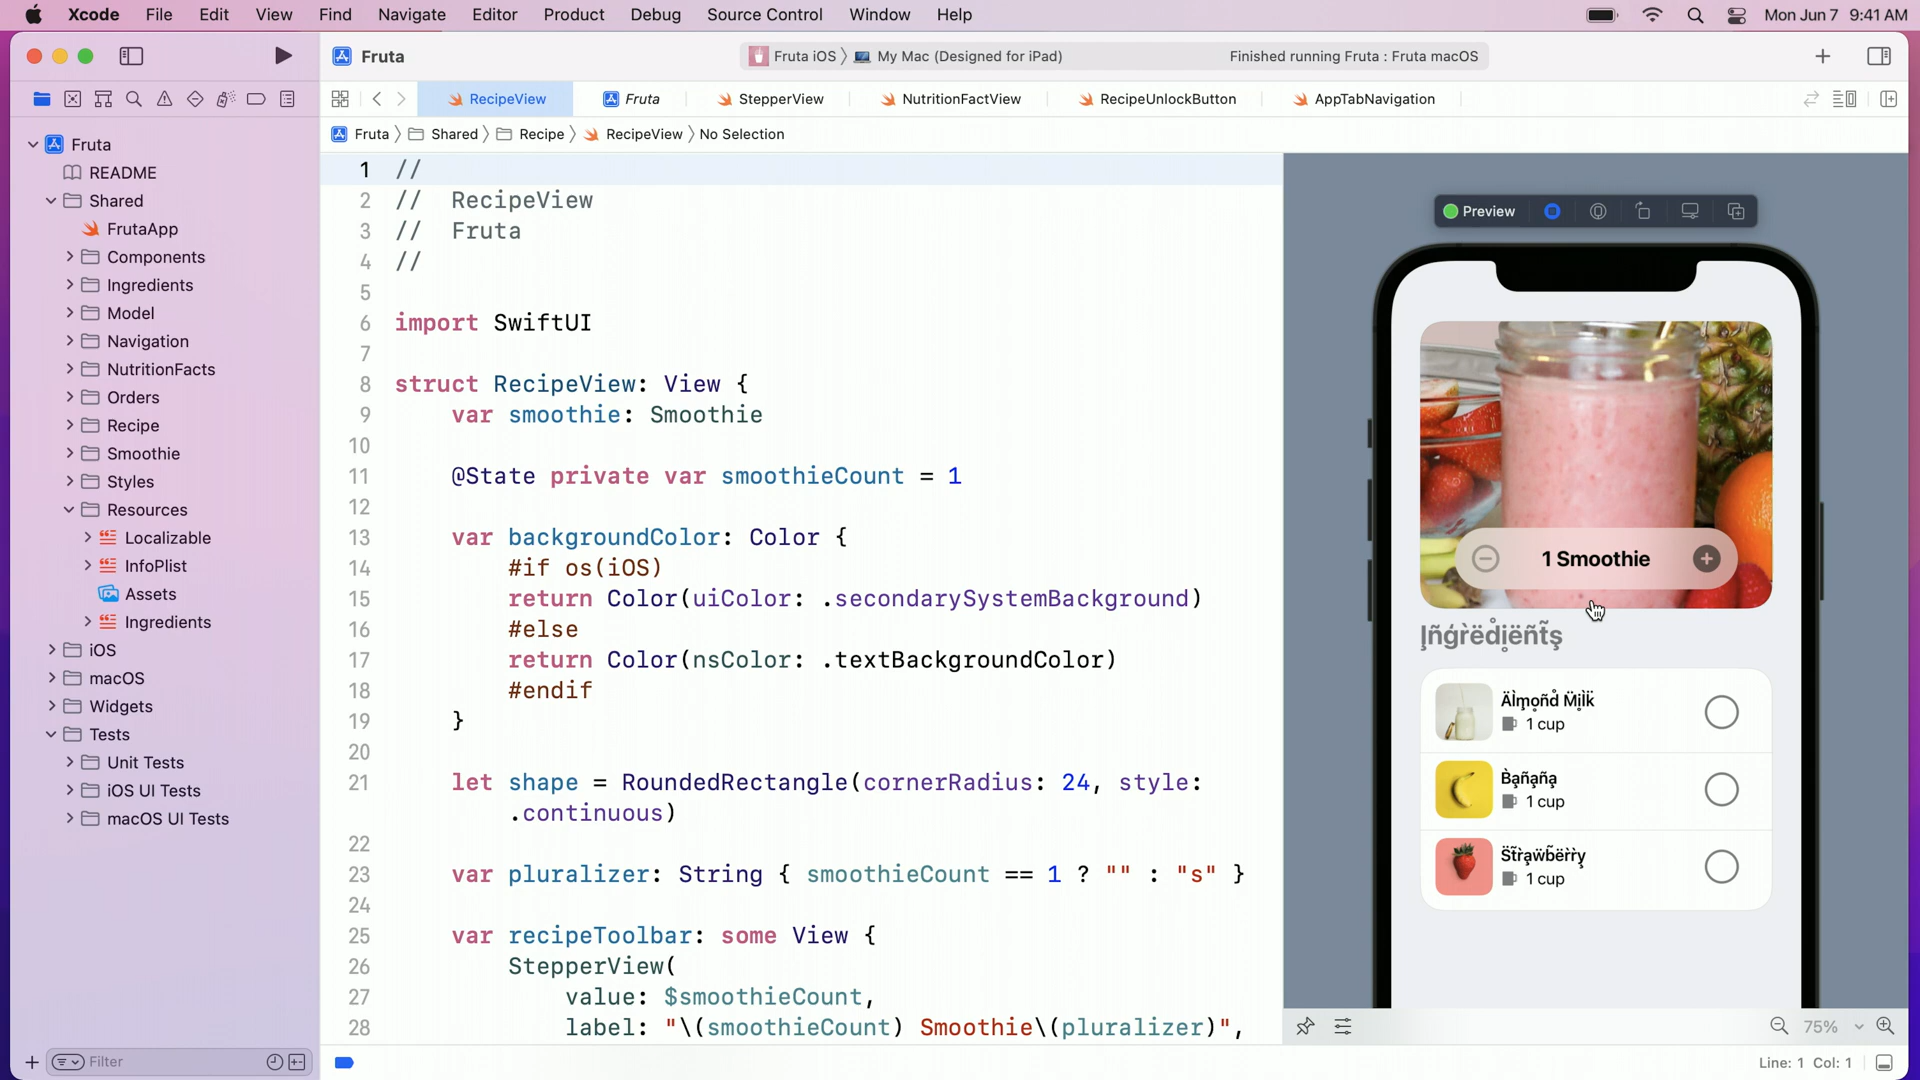 Xcode File Edit View Find Navigate Editor Product Debug Source Control Window Help Mon Jun 7 9:41 AM
Fruta Fruta iOS My Mac (Designed for iPad) Finished running Fruta : Fruta macOS
RecipeView Fruta StepperView NutritionFactView RecipeUnlockButton AppTabNavigation
Fruta Shared Recipe RecipeView No Selection
Fruta
README
Shared
FrutaApp
Components
Ingredients
Model
Navigation
NutritionFacts
Orders
Recipe
Smoothie
Styles
Resources
Localizable
InfoPlist
Assets
Ingredients
iOS
macOS
Widgets
Tests
Unit Tests
iOS UI Tests
macOS UI Tests
Filter
1 //
2 // RecipeView
3 // Fruta
4 //
5
6 import SwiftUI
7
8 struct RecipeView: View {
9 var smoothie: Smoothie
10
11 @State private var smoothieCount = 1
12
13 var backgroundColor: Color {
14 #if os(iOS)
15 return Color(uiColor: .secondarySystemBackground)
16 #else
17 return Color(nsColor: .textBackgroundColor)
18 #endif
19 }
20
21 let shape = RoundedRectangle(cornerRadius: 24, style:
.continuous)
22
23 var pluralizer: String { smoothieCount == 1 ? "" : "s" }
24
25 var recipeToolbar: some View {
26 StepperView(
27 value: $smoothieCount,
28 label: "\(smoothieCount) Smoothie\(pluralizer)",
Preview
1 Smoothie
1 cup
1 cup
1 cup
75%
Line: 1 Col: 1